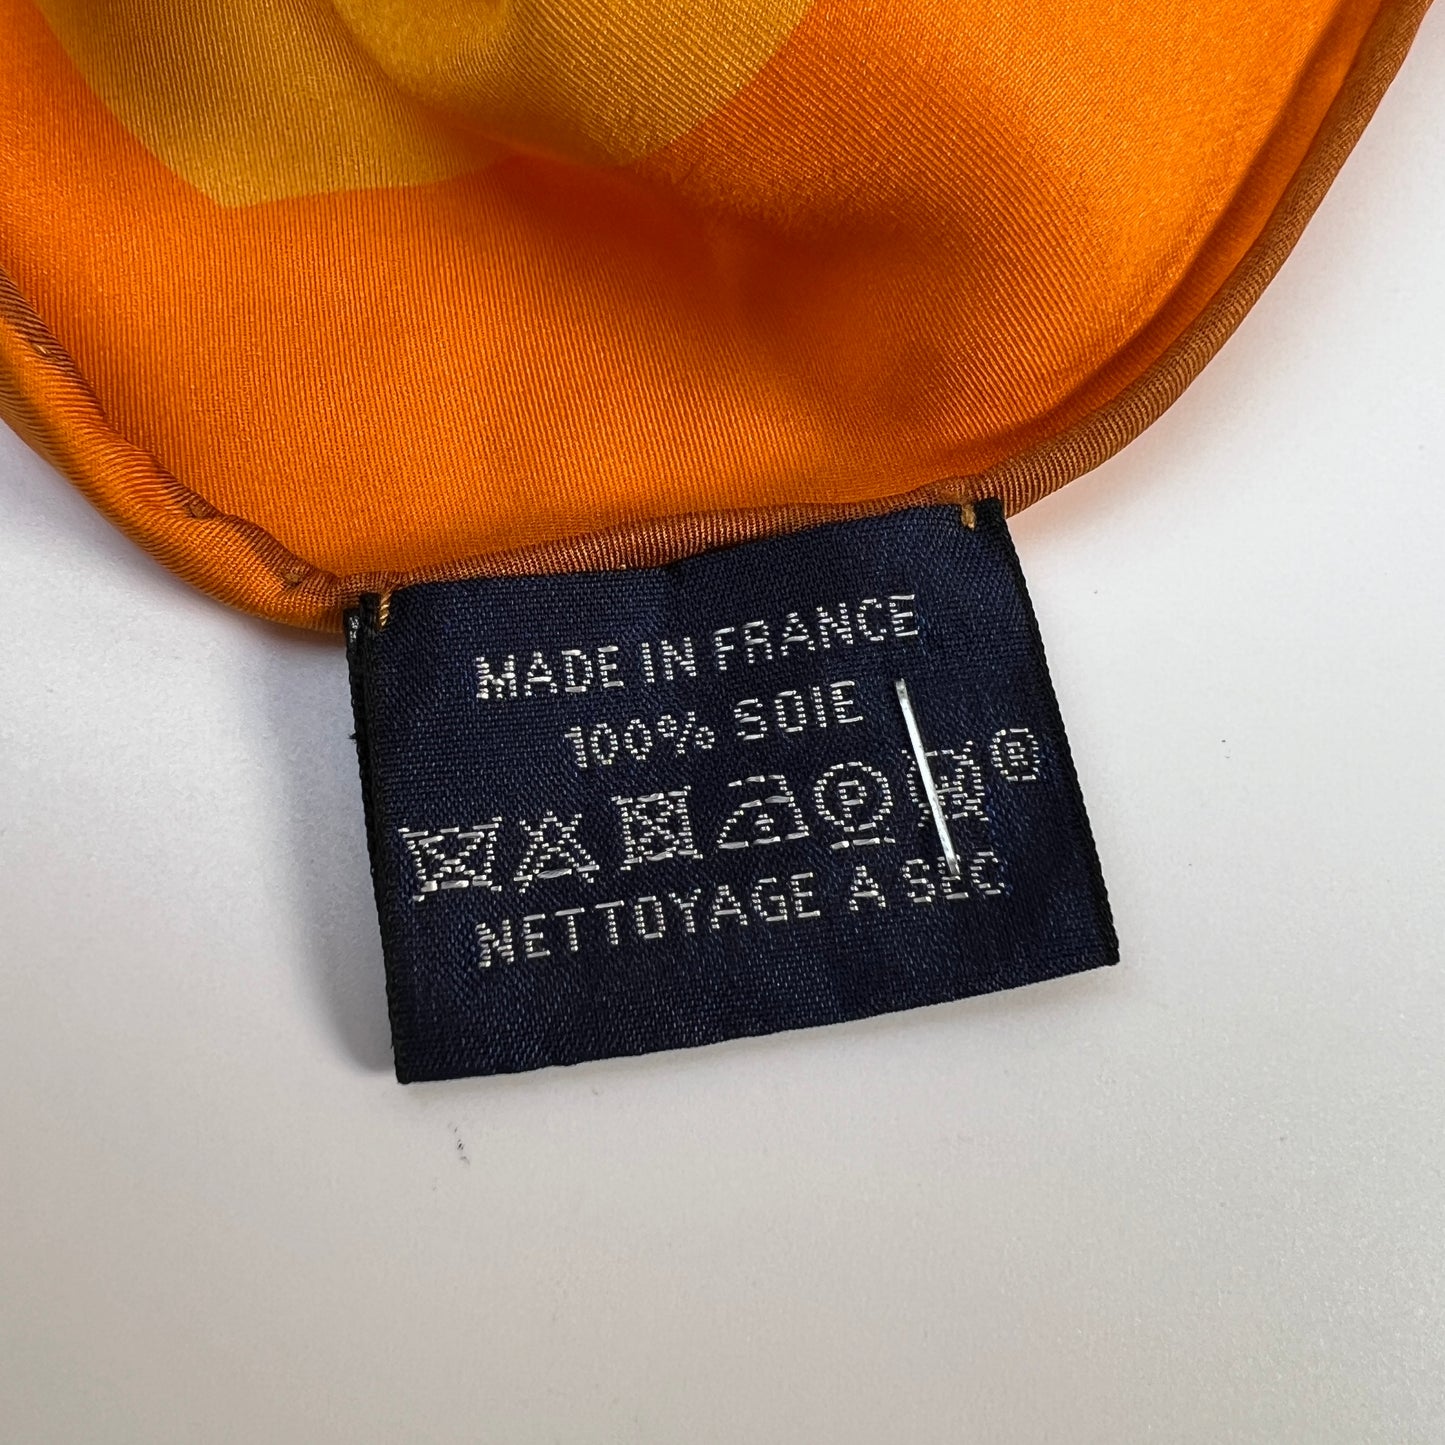 MADE IN FRANCE
100% SOIE
P W ®
NETTOYAGE A SEC